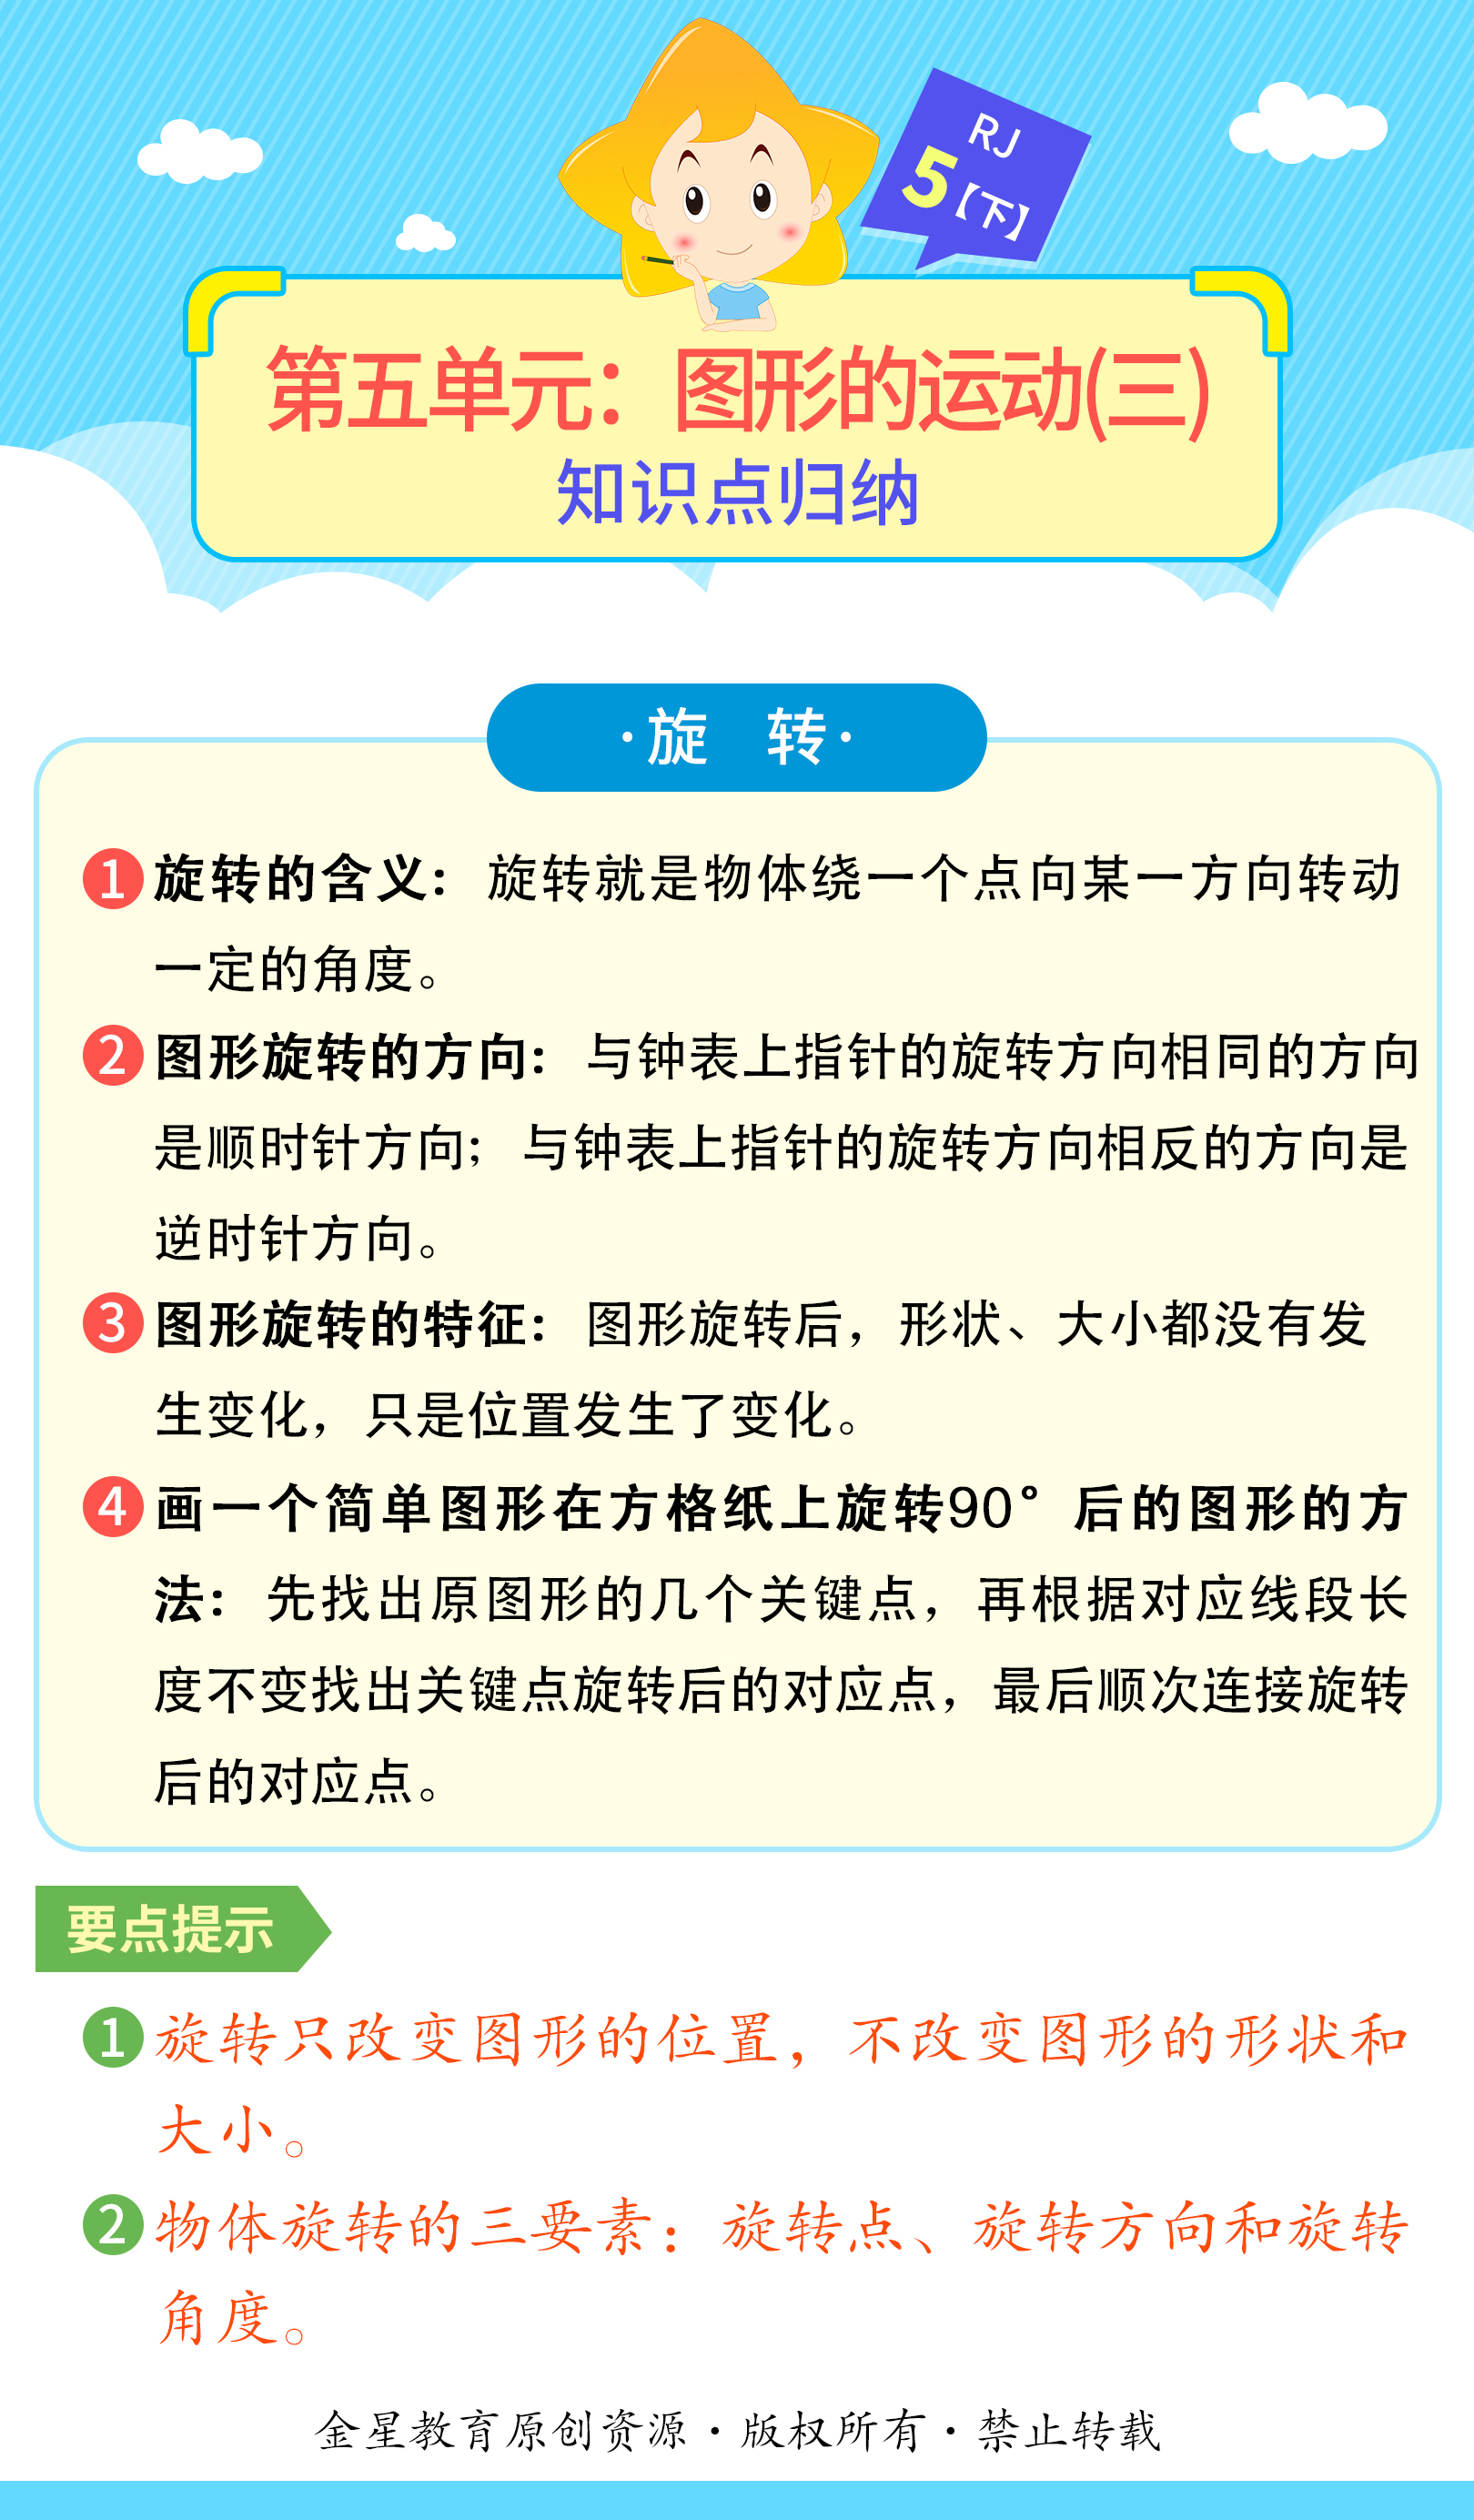 RJ
5【下】
第五单元：图形的运动(三)
知识点归纳
·旋 转·
1 旋转的含义：旋转就是物体绕一个点向某一方向转动
一定的角度。
2 图形旋转的方向：与钟表上指针的旋转方向相同的方向
是顺时针方向；与钟表上指针的旋转方向相反的方向是
逆时针方向。
3 图形旋转的特征：图形旋转后，形状、大小都没有发
生变化，只是位置发生了变化。
4 画一个简单图形在方格纸上旋转90°后的图形的方
法：先找出原图形的几个关键点，再根据对应线段长
度不变找出关键点旋转后的对应点，最后顺次连接旋转
后的对应点。
要点提示
1 旋转只改变图形的位置，不改变图形的形状和
大小。
2 物体旋转的三要素：旋转点、旋转方向和旋转
角度。
金星教育原创资源·版权所有·禁止转载